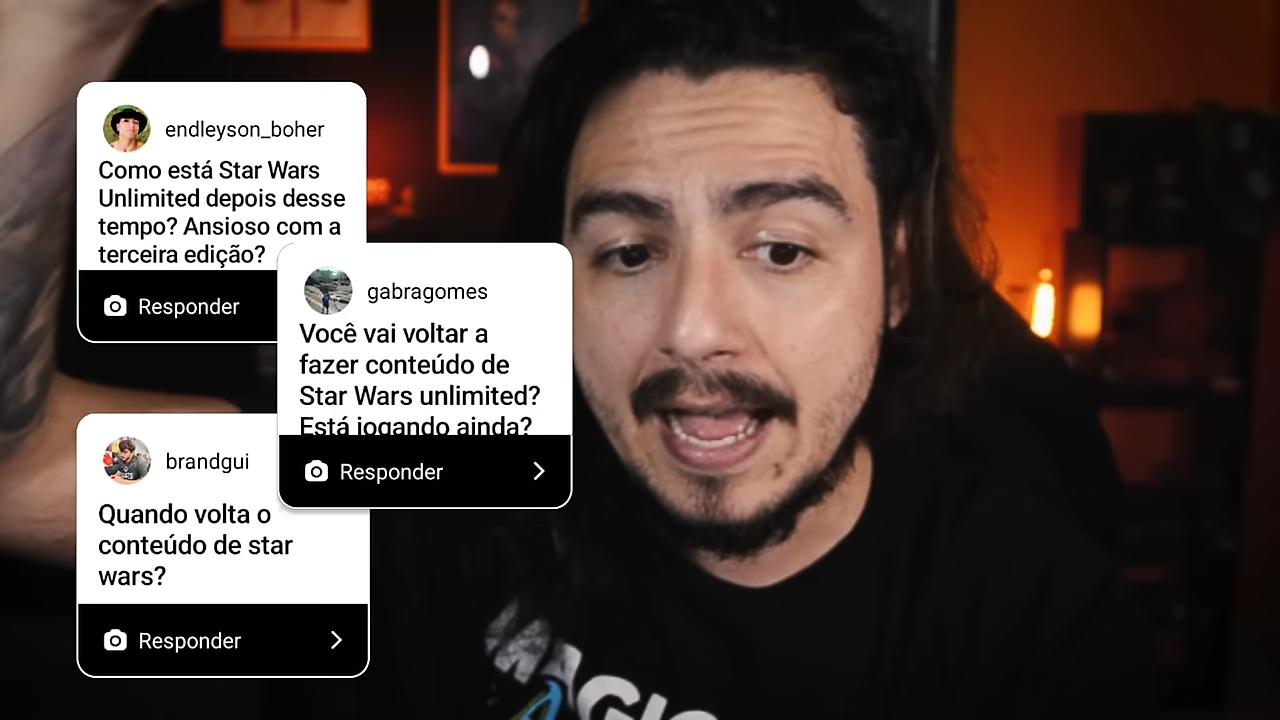 endleyson_boher
Como está Star Wars
Unlimited depois desse
tempo? Ansioso com a
terceira edição?
Responder
gabragomes
Você vai voltar a
fazer conteúdo de
Star Wars unlimited?
Está jogando ainda?
Responder
brandgui
Quando volta o
conteúdo de star
wars?
Responder
MAGIC